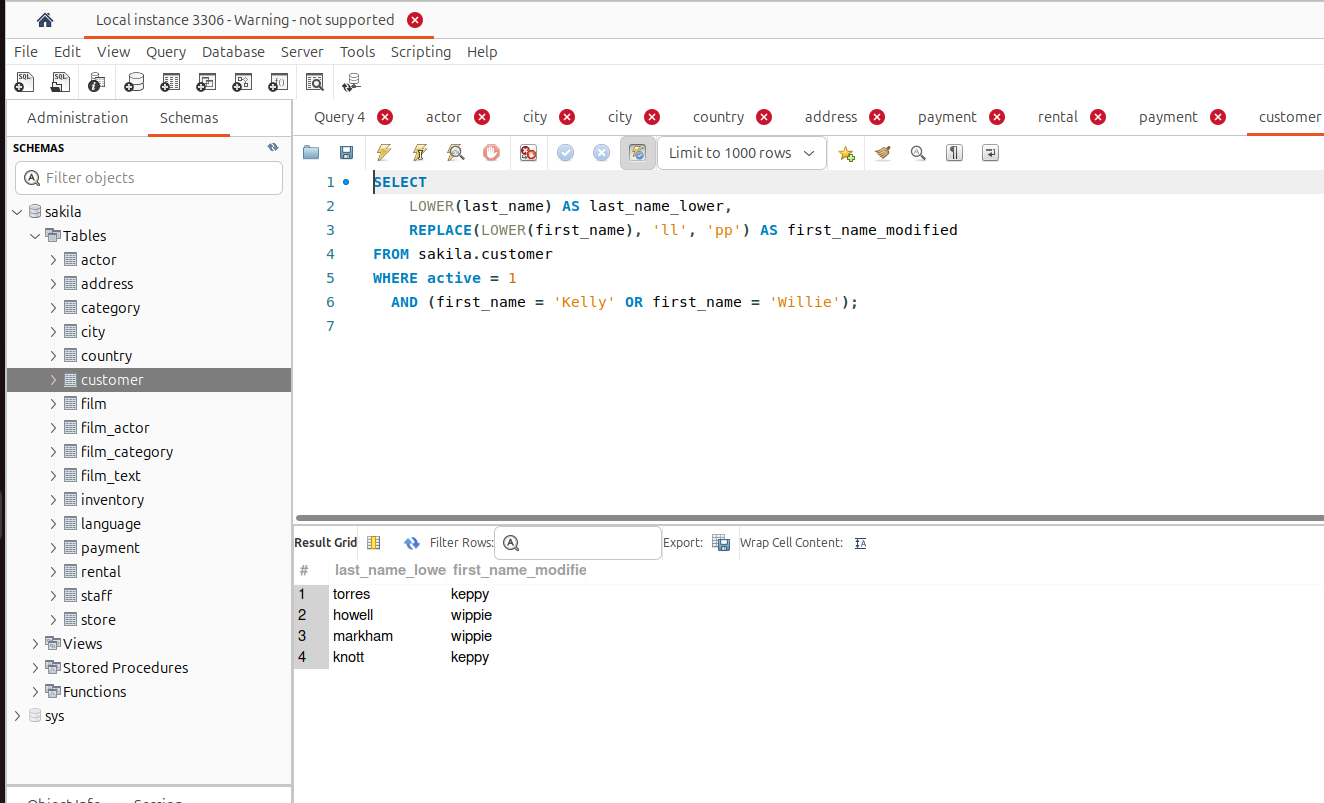 Local instance 3306 - Warning - not supported
File Edit View Query Database Server Tools Scripting Help
Administration Schemas
SCHEMAS
Filter objects
sakila
Tables
actor
address
category
city
country
customer
film
film_actor
film_category
film_text
inventory
language
payment
rental
staff
store
Views
Stored Procedures
Functions
sys
Object Info Session
Query 4 actor city city country address payment rental payment customer
Limit to 1000 rows
1 SELECT
2 LOWER(last_name) AS last_name_lower,
3 REPLACE(LOWER(first_name), 'll', 'pp') AS first_name_modified
4 FROM sakila.customer
5 WHERE active = 1
6 AND (first_name = 'Kelly' OR first_name = 'Willie');
7
Result Grid Filter Rows: Export: Wrap Cell Content:
# last_name_lowe first_name_modifie
1 torres keppy
2 howell wippie
3 markham wippie
4 knott keppy